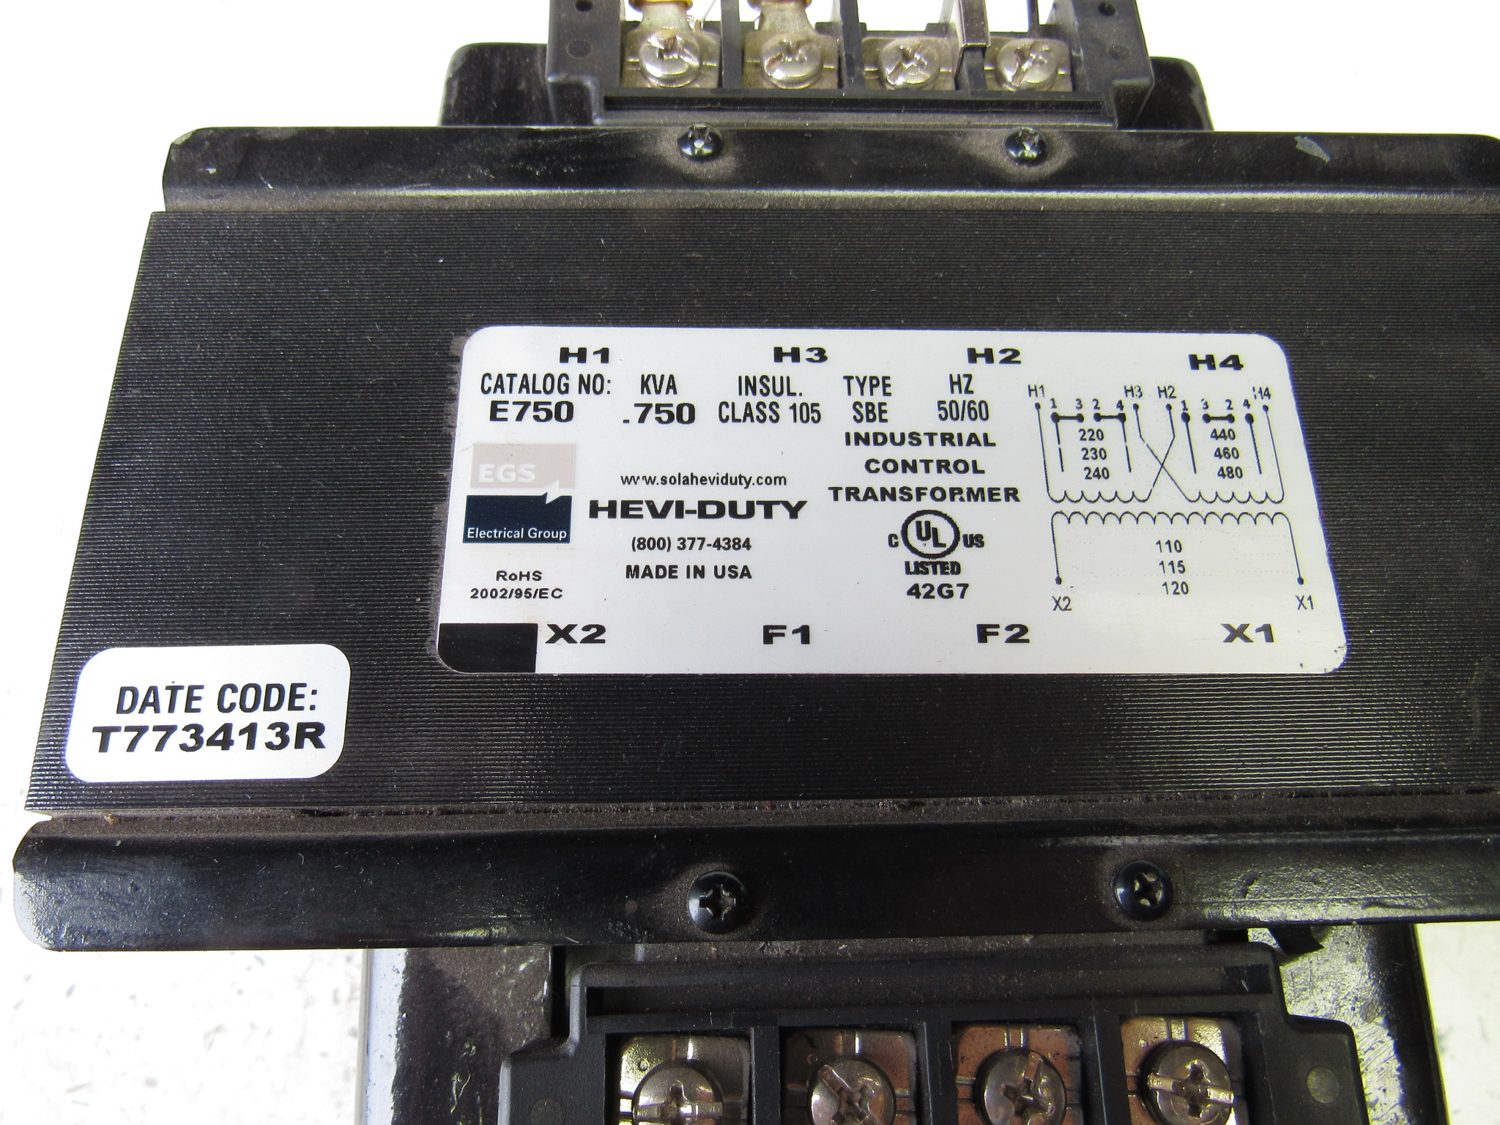 H1 H3 H2 H4
CATALOG NO: KVA INSUL. TYPE HZ
E750 .750 CLASS 105 SBE 50/60
INDUSTRIAL
CONTROL
TRANSFORMER
EGS
Electrical Group
www.solaheviduty.com
HEVI-DUTY
(800) 377-4384
MADE IN USA
RoHS
2002/95/EC
C UL US
LISTED
42G7
H1 H3 H2 H4
1 3 2 4 1 3 2 4
220 440
230 460
240 480
110
115
120
X2 X1
X2 F1 F2 X1
DATE CODE:
T773413R